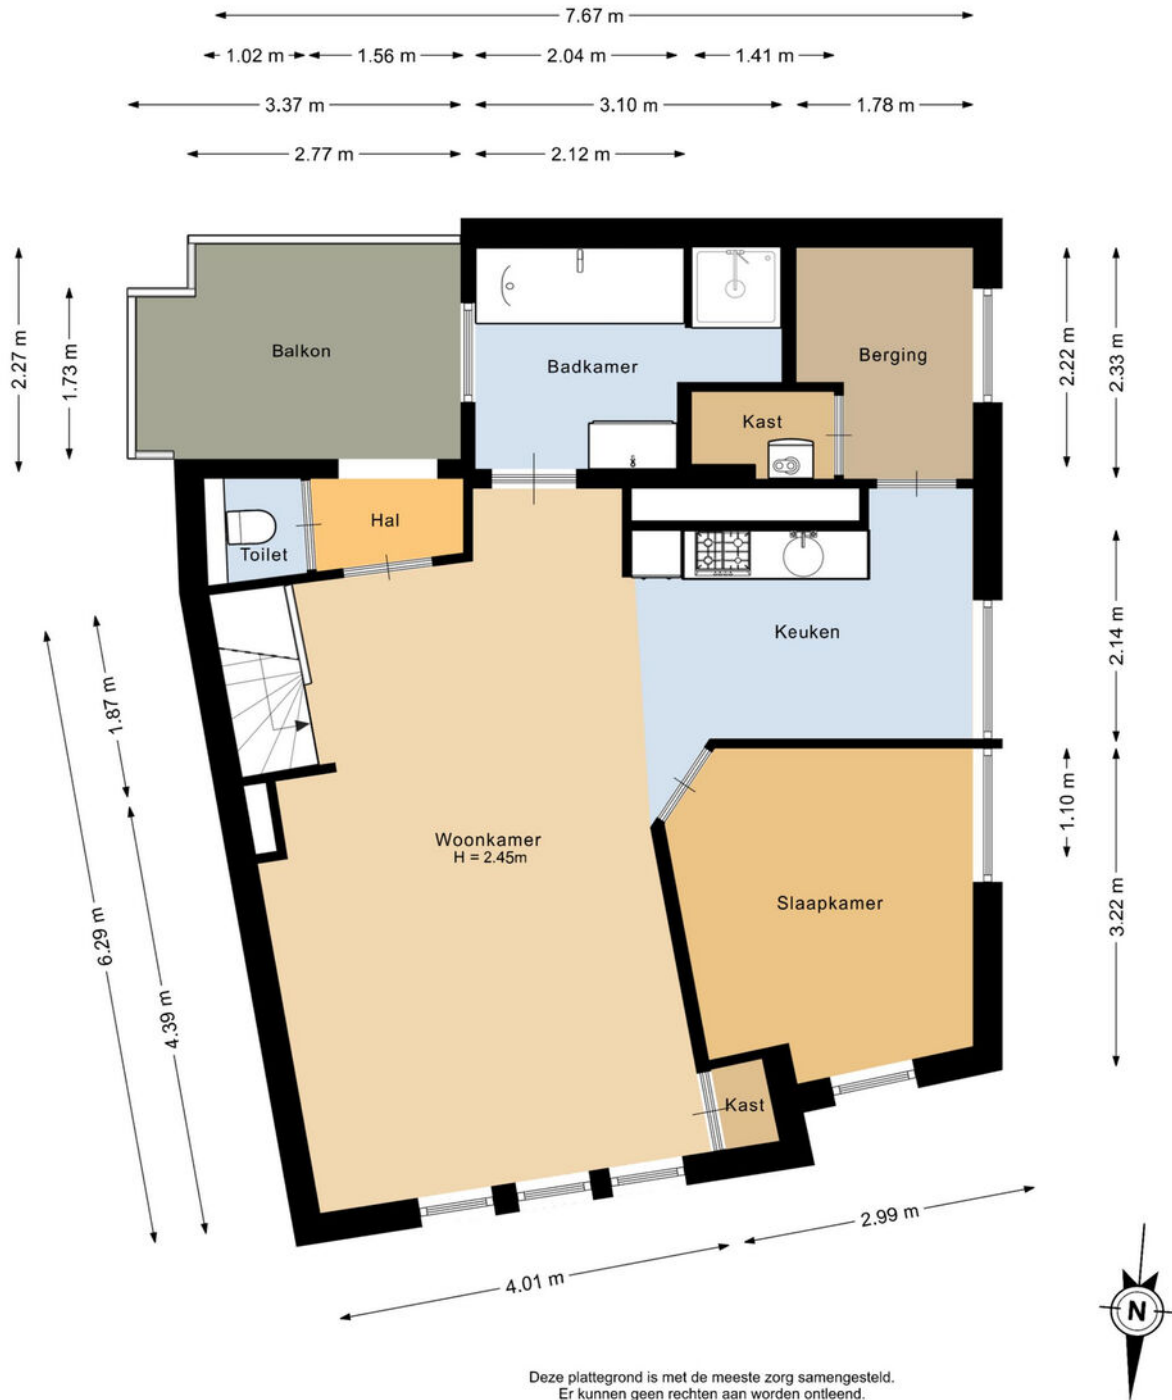 7.67 m
1.02 m
1.56 m
2.04 m
1.41 m
3.37 m
3.10 m
1.78 m
2.77 m
2.12 m
2.27 m
1.73 m
Balkon
Badkamer
Berging
2.22 m
2.33 m
Kast
Hal
Toilet
Keuken
2.14 m
1.87 m
1.10 m
Woonkamer
H = 2.45m
Slaapkamer
3.22 m
6.29 m
4.39 m
Kast
2.99 m
4.01 m
N
Deze plattegrond is met de meeste zorg samengesteld.
Er kunnen geen rechten aan worden ontleend.